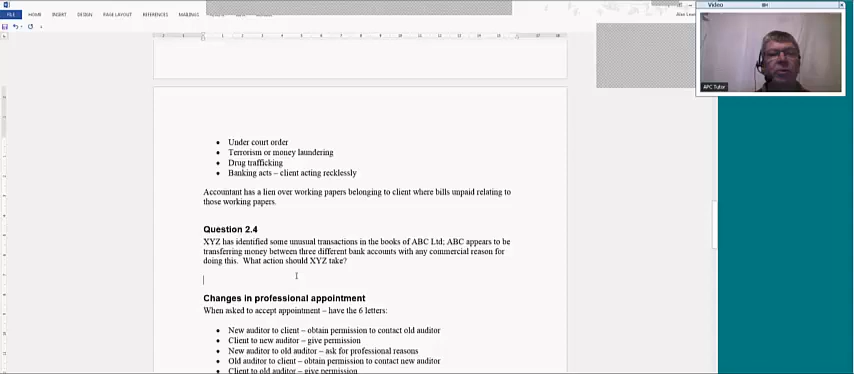 FILE HOME INSERT DESIGN PAGE LAYOUT REFERENCES MAILINGS
Video
APC Tutor
• Under court order
• Terrorism or money laundering
• Drug trafficking
• Banking acts – client acting recklessly
Accountant has a lien over working papers belonging to client where bills unpaid relating to
those working papers.
Question 2.4
XYZ has identified some unusual transactions in the books of ABC Ltd; ABC appears to be
transferring money between three different bank accounts with any commercial reason for
doing this. What action should XYZ take?
Changes in professional appointment
When asked to accept appointment – have the 6 letters:
• New auditor to client – obtain permission to contact old auditor
• Client to new auditor – give permission
• New auditor to old auditor – ask for professional reasons
• Old auditor to client – obtain permission to contact new auditor
• Client to old auditor – give permission